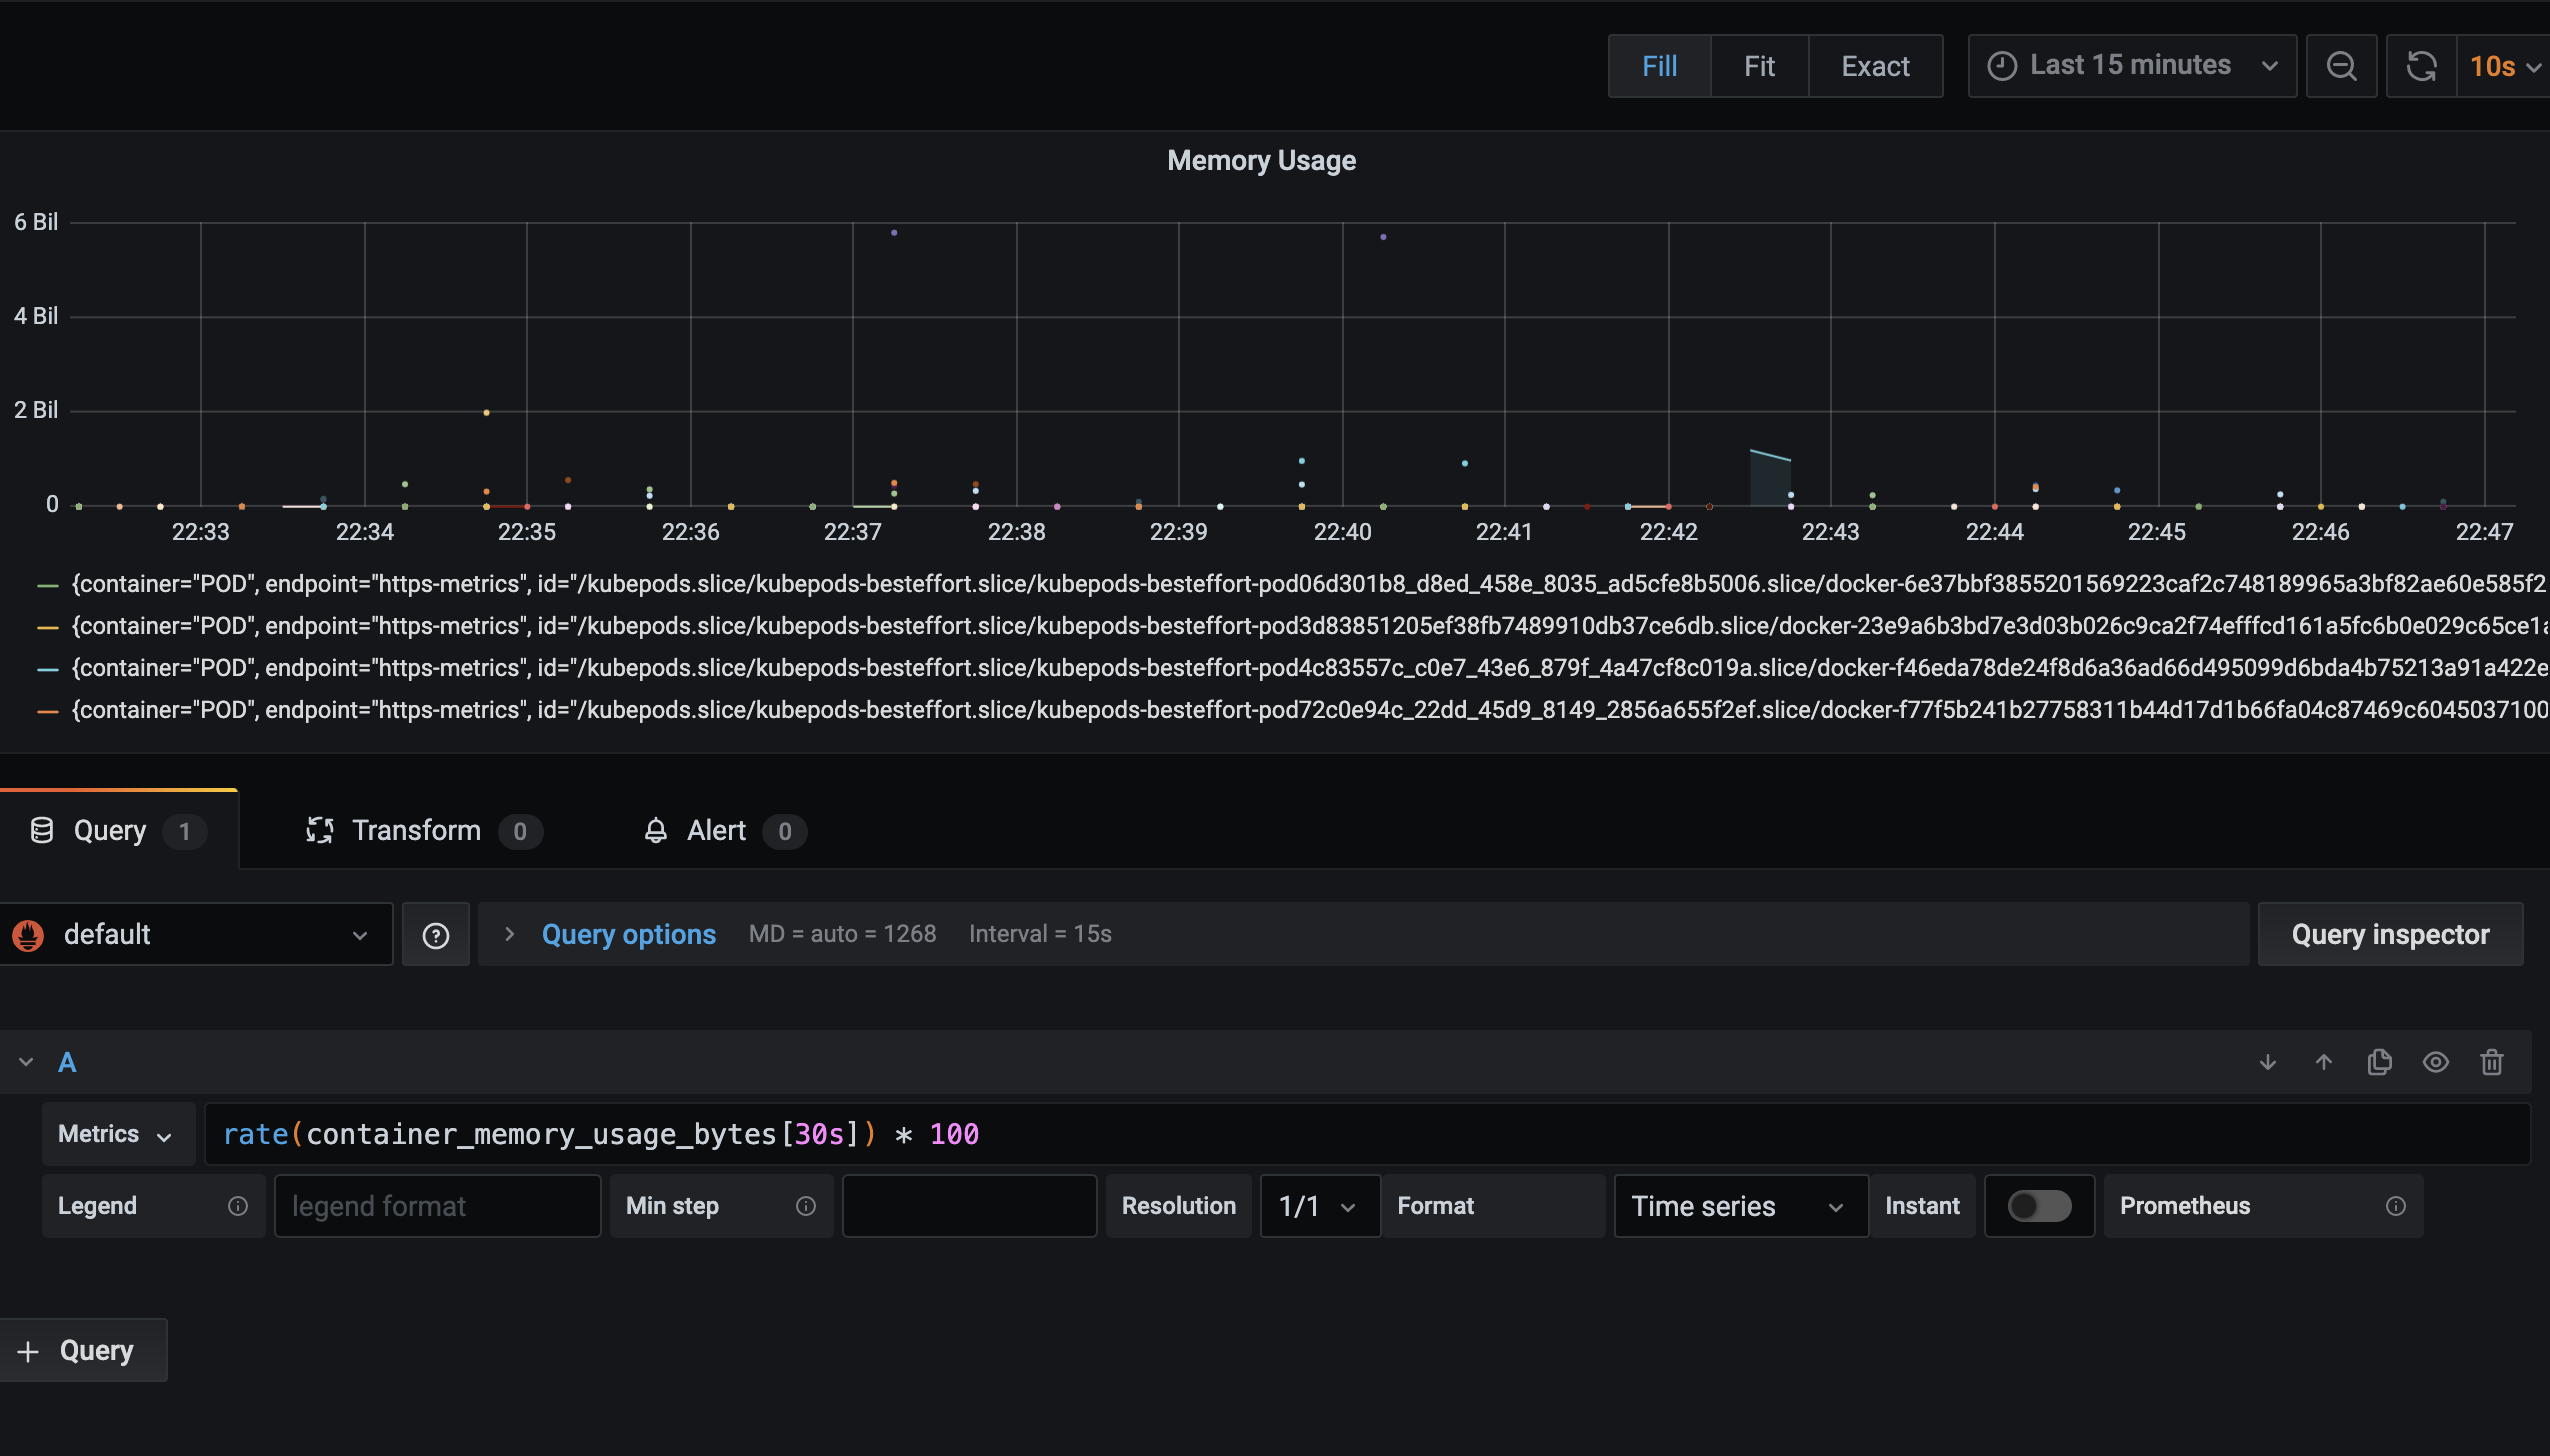 Fill Fit Exact Last 15 minutes 10s
Memory Usage
6 Bil
4 Bil
2 Bil
0
22:33 22:34 22:35 22:36 22:37 22:38 22:39 22:40 22:41 22:42 22:43 22:44 22:45 22:46 22:47
{container="POD", endpoint="https-metrics", id="/kubepods.slice/kubepods-besteffort.slice/kubepods-besteffort-pod06d301b8_d8ed_458e_8035_ad5cfe8b5006.slice/docker-6e37bbf3855201569223caf2c748189965a3bf82ae60e585f2
{container="POD", endpoint="https-metrics", id="/kubepods.slice/kubepods-besteffort.slice/kubepods-besteffort-pod3d83851205ef38fb7489910db37ce6db.slice/docker-23e9a6b3bd7e3d03b026c9ca2f74efffcd161a5fc6b0e029c65ce1a
{container="POD", endpoint="https-metrics", id="/kubepods.slice/kubepods-besteffort.slice/kubepods-besteffort-pod4c83557c_c0e7_43e6_879f_4a47cf8c019a.slice/docker-f46eda78de24f8d6a36ad66d495099d6bda4b75213a91a422e
{container="POD", endpoint="https-metrics", id="/kubepods.slice/kubepods-besteffort.slice/kubepods-besteffort-pod72c0e94c_22dd_45d9_8149_2856a655f2ef.slice/docker-f77f5b241b27758311b44d17d1b66fa04c87469c6045037100
Query 1 Transform 0 Alert 0
default Query options MD = auto = 1268 Interval = 15s Query inspector
A
Metrics rate(container_memory_usage_bytes[30s]) * 100
Legend legend format Min step Resolution 1/1 Format Time series Instant Prometheus
+ Query